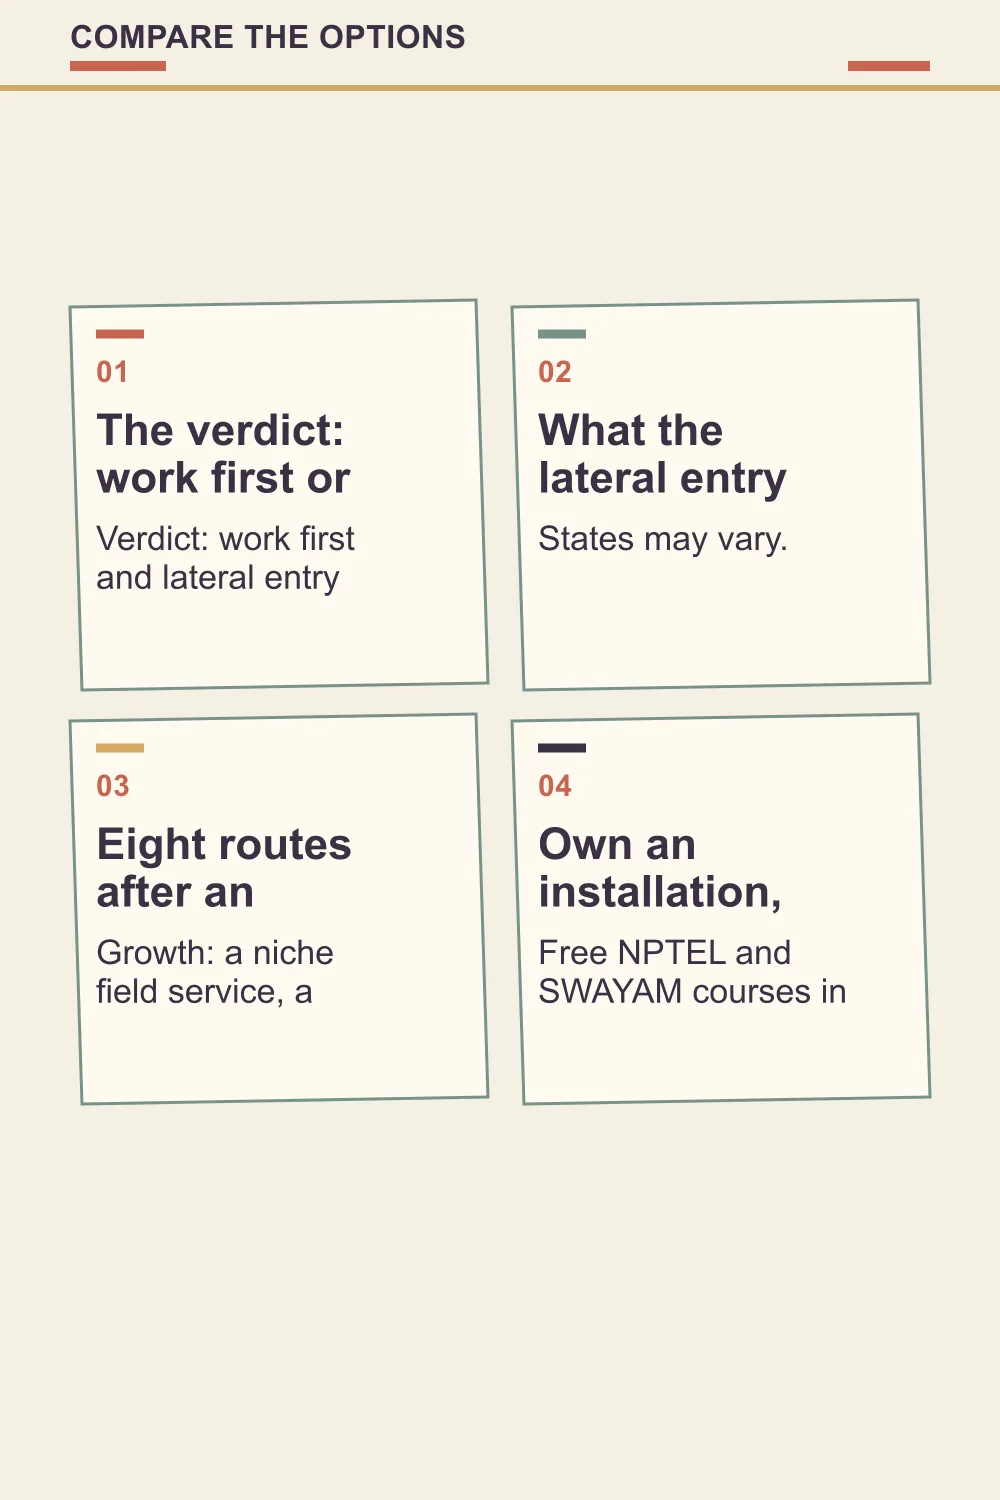 COMPARE THE OPTIONS
01
The verdict:
work first or
Verdict: work first
and lateral entry
02
What the
lateral entry
States may vary.
03
Eight routes
after an
Growth: a niche
field service, a
04
Own an
installation,
Free NPTEL and
SWAYAM courses in